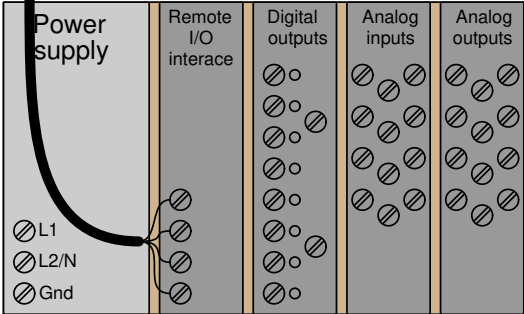 Power
supply
Remote
I/O
interace
Digital
outputs
Analog
inputs
Analog
outputs
L1
L2/N
Gnd